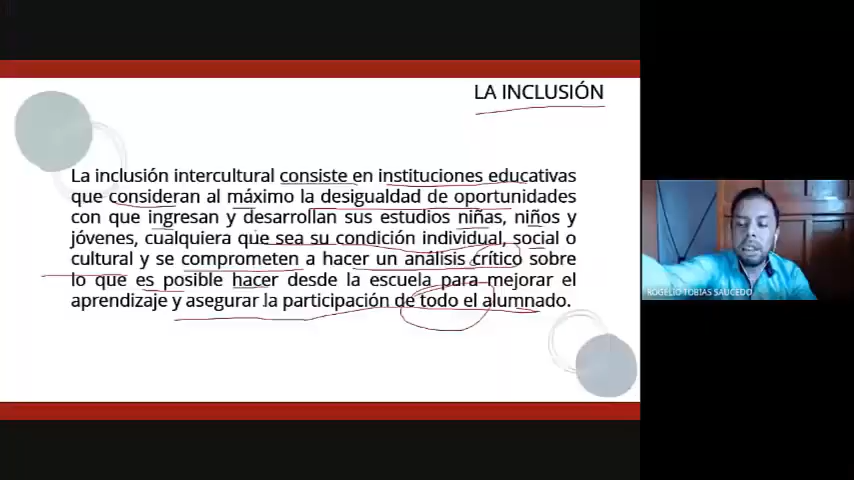 LA INCLUSIÓN
La inclusión intercultural consiste en instituciones educativas
que consideran al máximo la desigualdad de oportunidades
con que ingresan y desarrollan sus estudios niñas, niños y
jóvenes, cualquiera que sea su condición individual, social o
cultural y se comprometen a hacer un análisis crítico sobre
lo que es posible hacer desde la escuela para mejorar el
aprendizaje y asegurar la participación de todo el alumnado.
ROGELIO TOBIAS SAUCEDO